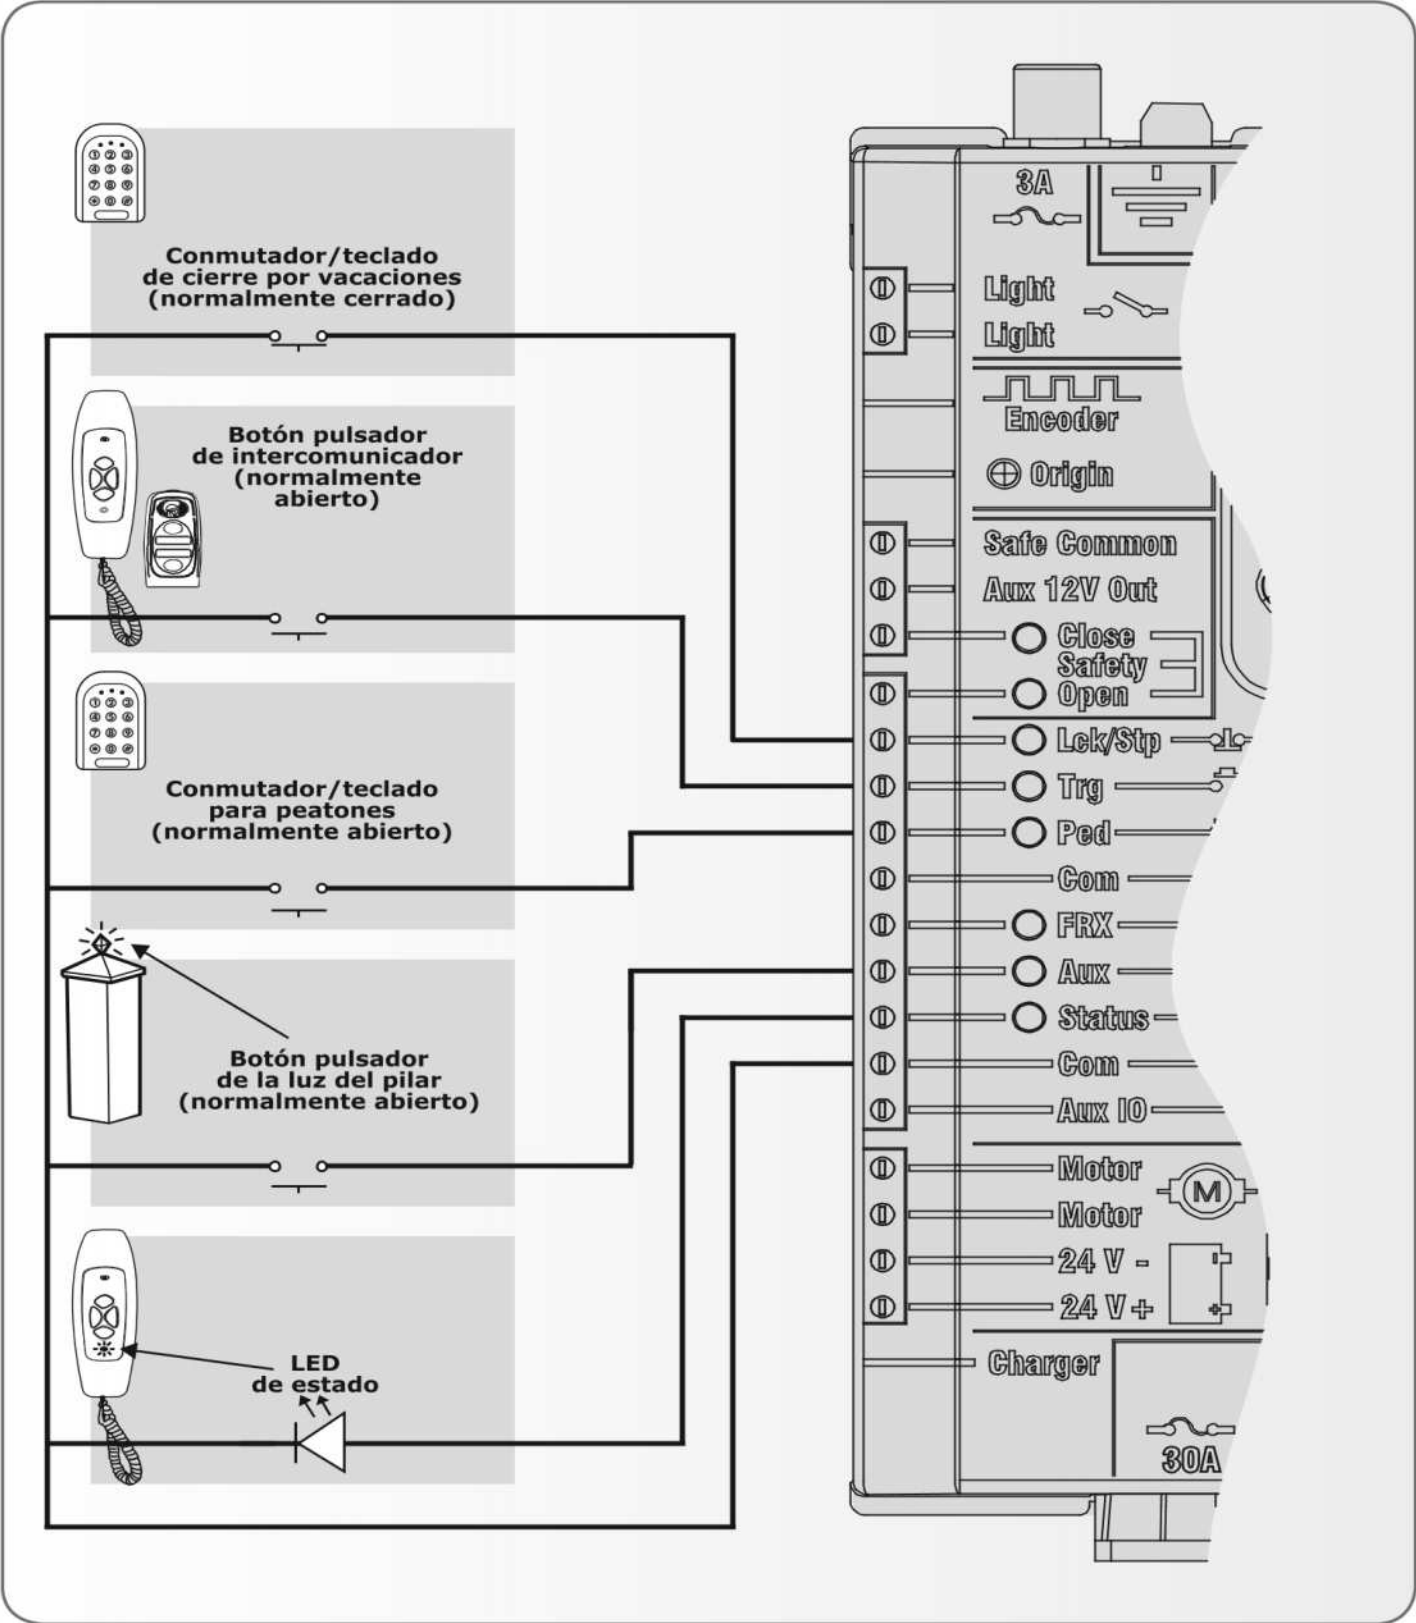 Conmutador/teclado
de cierre por vacaciones
(normalmente cerrado)
Botón pulsador
de intercomunicador
(normalmente
abierto)
Conmutador/teclado
para peatones
(normalmente abierto)
Botón pulsador
de la luz del pilar
(normalmente abierto)
LED
de estado
3A
Light
Light
Encoder
Origin
Safe Common
Aux 12V Out
Close
Safety
Open
Lck/Stp
Trg
Ped
Com
FRX
Aux
Status
Com
Aux IO
Motor
M
Motor
24 V -
24 V +
Charger
30A